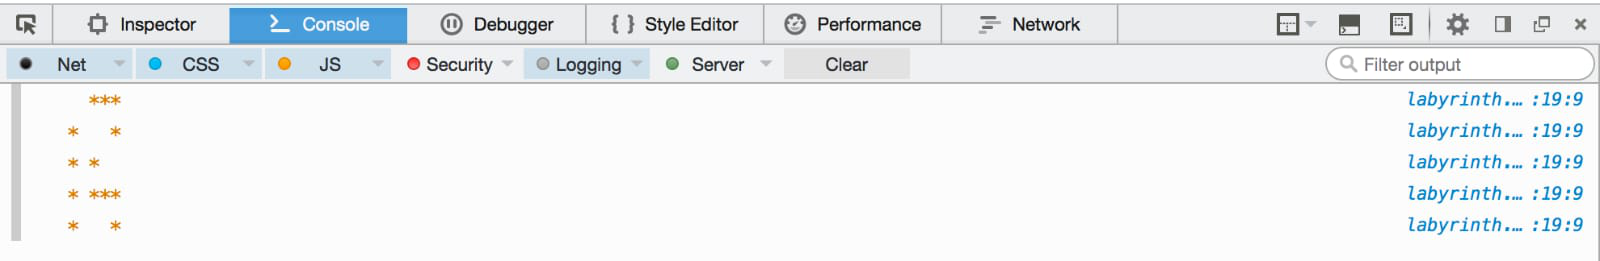 Inspector Console Debugger { } Style Editor Performance Network
Net CSS JS Security Logging Server Clear Filter output
  *** labyrinth.… :19:9
*   * labyrinth.… :19:9
* * labyrinth.… :19:9
* *** labyrinth.… :19:9
*   * labyrinth.… :19:9